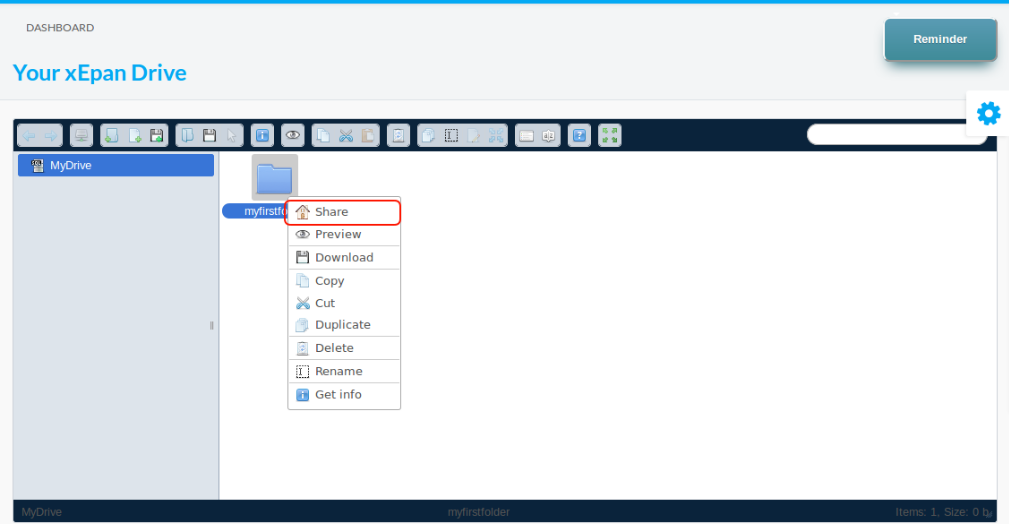 DASHBOARD
Reminder
Your xEpan Drive
MyDrive
Share
Preview
Download
Copy
Cut
Duplicate
Delete
Rename
Get info
MyDrive
myfirstfolder
Items: 1, Size: 0 b